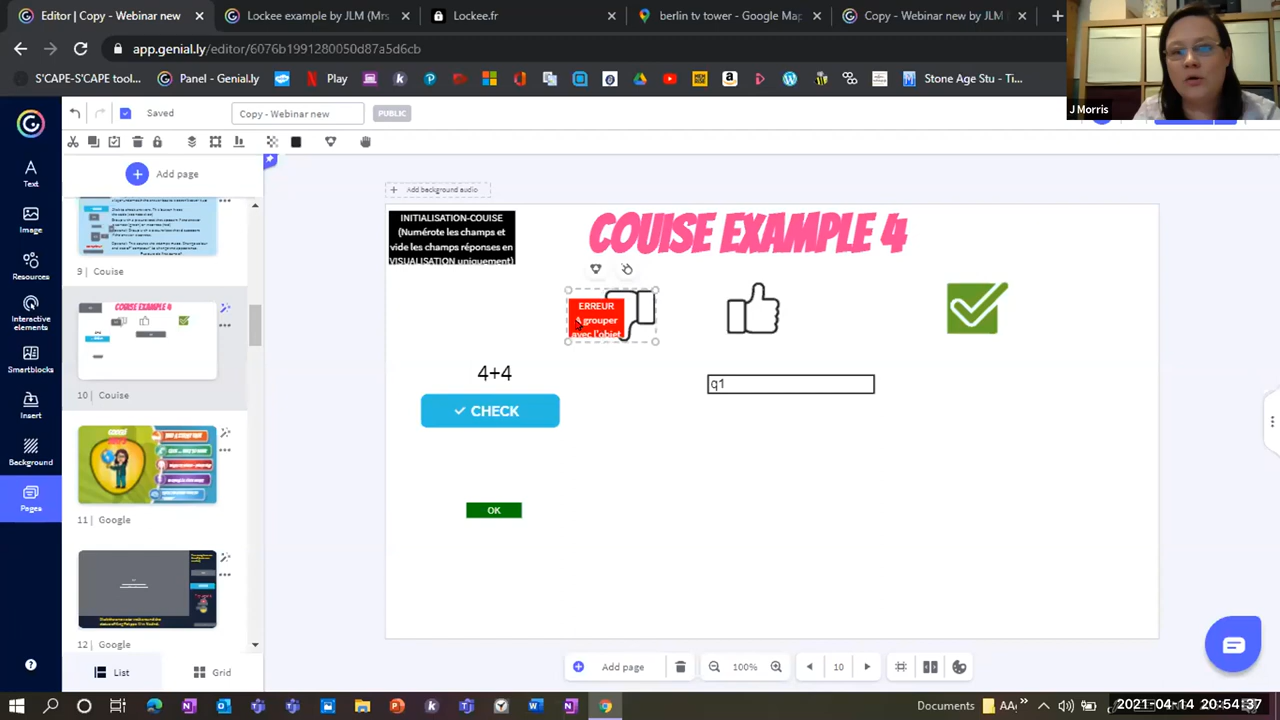 Edit | Webinar by JLM (Copy)
Lockee example by JLM (Mrs
Lockee.fr
berlin tv tower - Google Map
Copy - Webinar new by JLM
app.genial.ly/editor/6076b1991280050d87a5d6cb
S'CAPE-S'CAPE tool...
Panel - Genial.ly
Play
Stone Age Stu - Ti...
J Morris
Saved
Copy - Webinar new
PUBLIC
Text
Image
Resources
Interactive
elements
Smartblocks
Insert
Background
Pages
Add page
9 | Couise
COUISE EXAMPLE 4
10 | Couise
11 | Google
12 | Google
List
Grid
Add background audio
INITIALISATION-COUISE
(Numérote les champs et
vide les champs réponses en
VISUALISATION uniquement)
COUISE EXAMPLE 4
ERREUR
A grouper
avec l'objet
4+4
CHECK
q1
OK
Add page
100%
10
Documents
2021-04-14 20:54:37